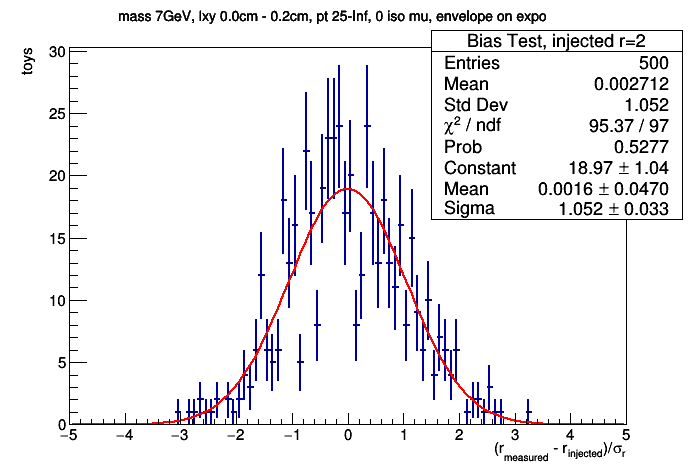 mass 7GeV, lxy 0.0cm - 0.2cm, pt 25-Inf, 0 iso mu, envelope on expo
Bias Test, injected r=2
Entries 500
Mean 0.002712
Std Dev 1.052
χ² / ndf 95.37 / 97
Prob 0.5277
Constant 18.97 ± 1.04
Mean 0.0016 ± 0.0470
Sigma 1.052 ± 0.033
toys
30
25
20
15
10
5
0
−5 −4 −3 −2 −1 0 1 2 3 4 5
(r_measured - r_injected)/σ_r